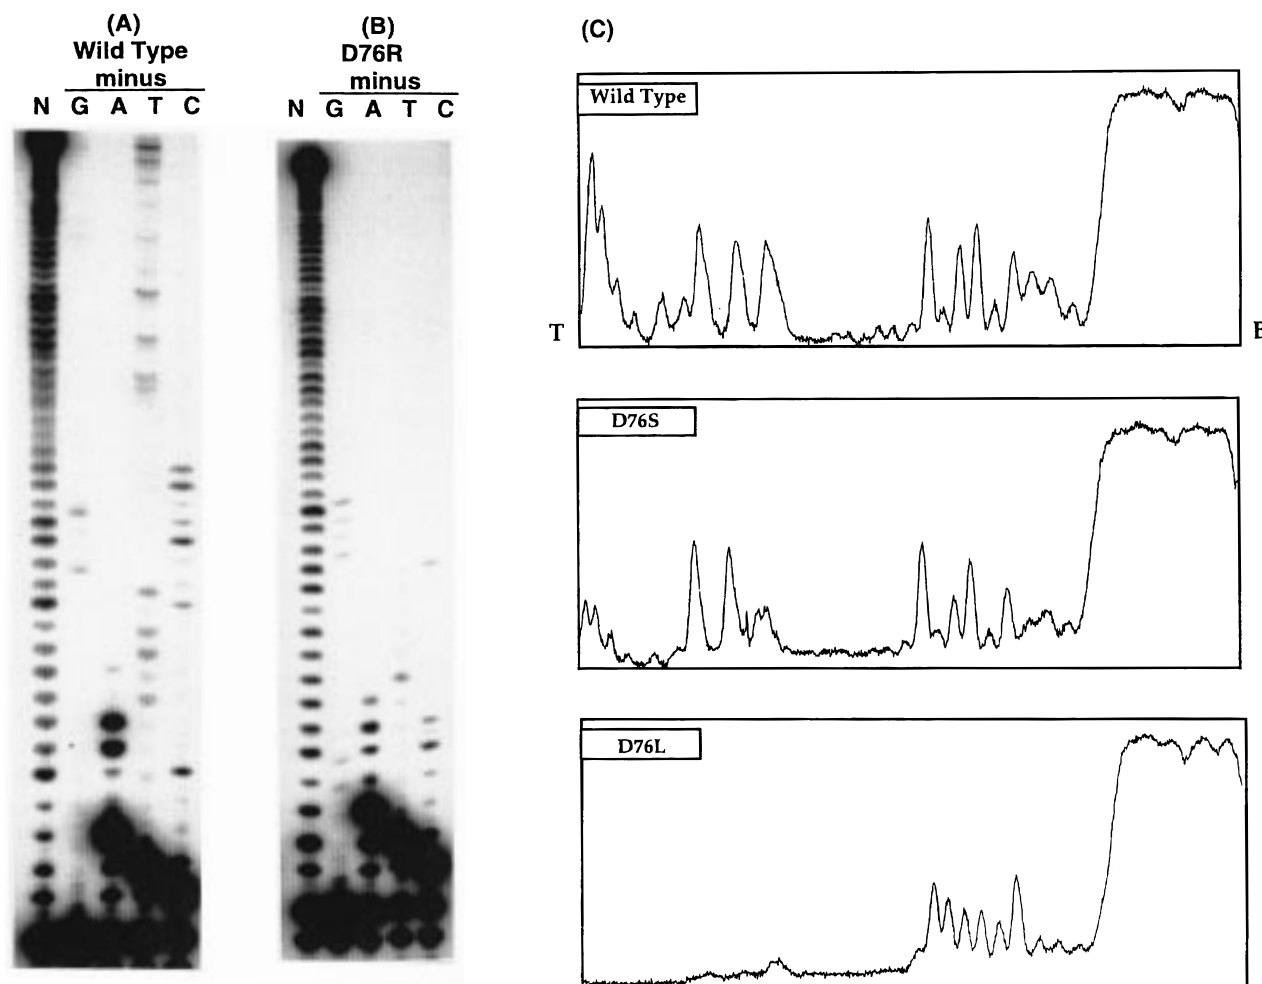 (A)
Wild Type
minus
N G A T C
(B)
D76R
minus
N G A T C
(C)
Wild Type
T
D76S
D76L